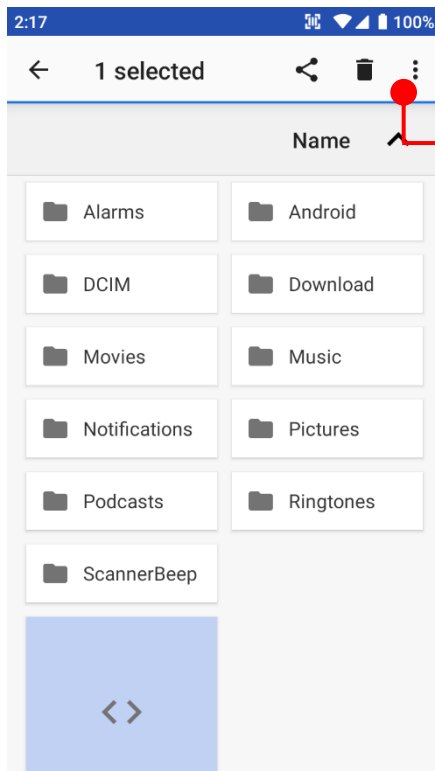 2:17 100%
1 selected
Name
Alarms Android
DCIM Download
Movies Music
Notifications Pictures
Podcasts Ringtones
ScannerBeep